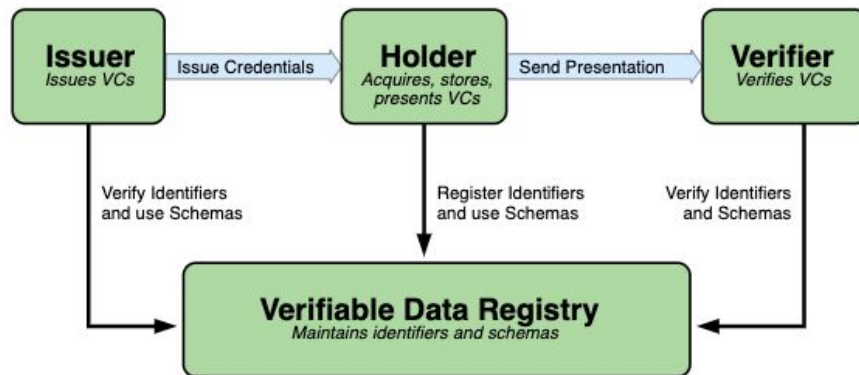 Issuer
Issues VCs
Issue Credentials
Holder
Acquires, stores,
presents VCs
Send Presentation
Verifier
Verifies VCs
Verify Identifiers
and use Schemas
Register Identifiers
and use Schemas
Verify Identifiers
and Schemas
Verifiable Data Registry
Maintains identifiers and schemas